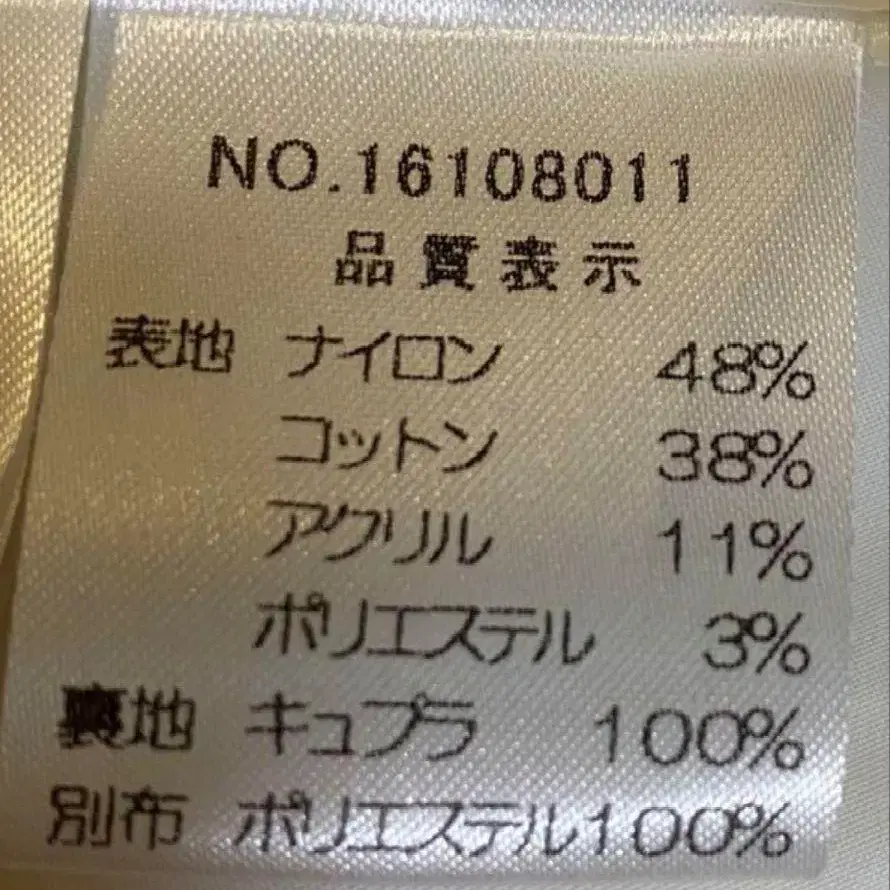 NO.16108011
品質表示
表地 ナイロン 48%
コットン 38%
アクリル 11%
ポリエステル 3%
裏地 キュプラ 100%
別布 ポリエステル100%